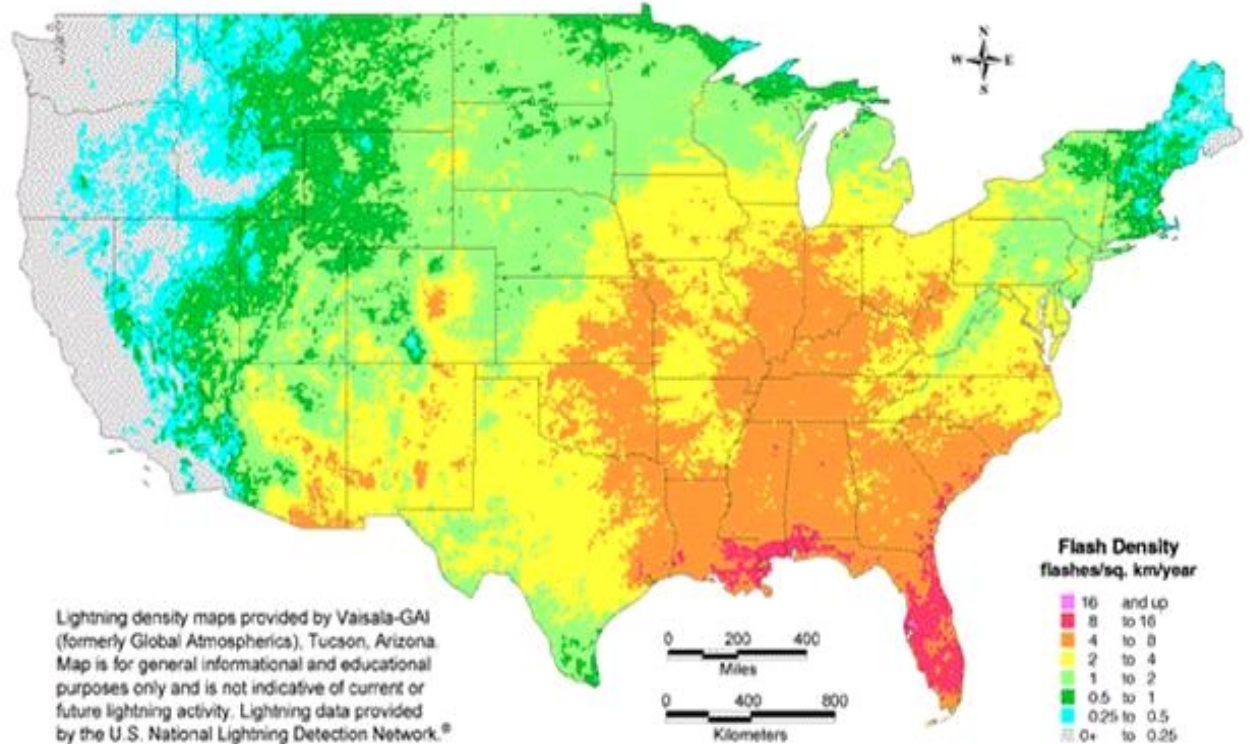 N
W E
S
Flash Density
flashes/sq. km/year
16 and up
8 to 16
4 to 8
2 to 4
1 to 2
0.5 to 1
0.25 to 0.5
0+ to 0.25
Lightning density maps provided by Vaisala-GAI
(formerly Global Atmospherics), Tucson, Arizona.
Map is for general informational and educational
purposes only and is not indicative of current or
future lightning activity. Lightning data provided
by the U.S. National Lightning Detection Network.®
0 200 400
Miles
0 400 800
Kilometers